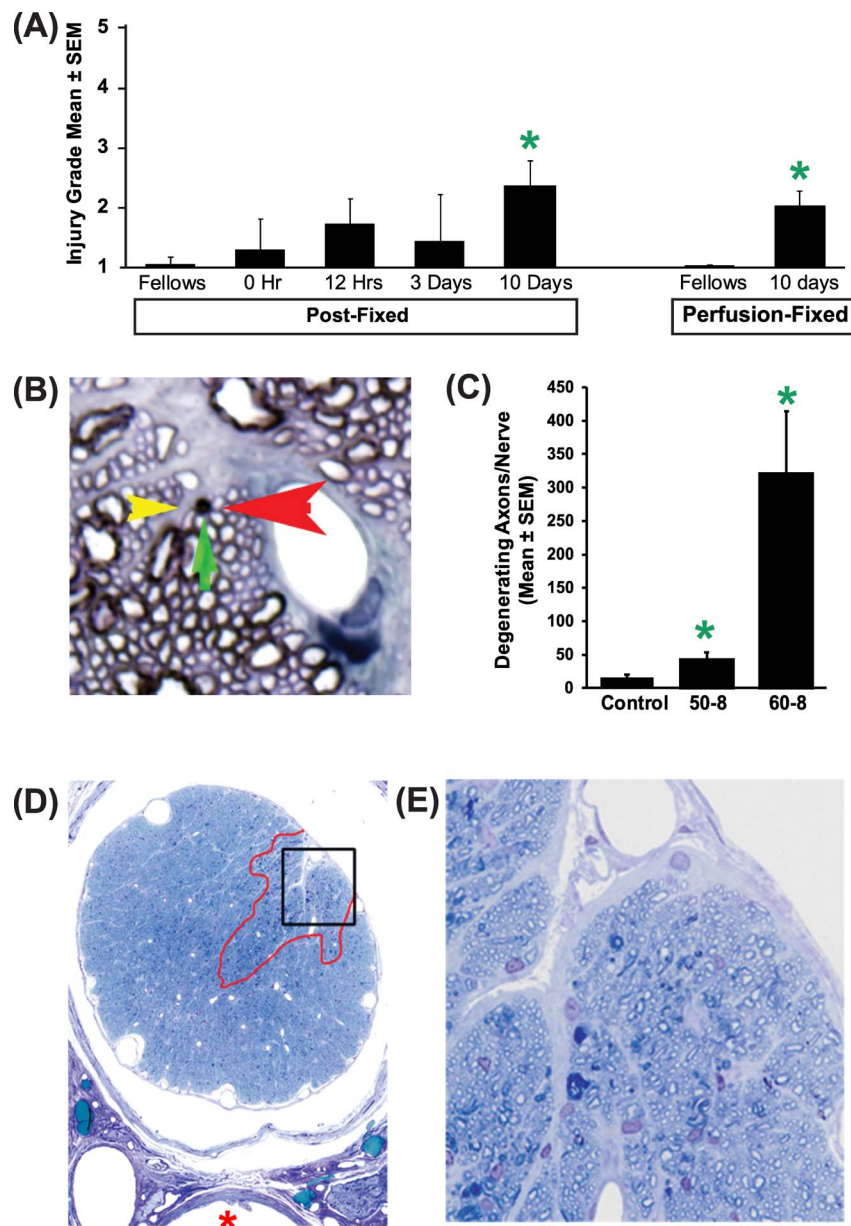 (A)
Injury Grade Mean ± SEM
5
4
3
2
1
*
*
Fellows 0 Hr 12 Hrs 3 Days 10 Days Fellows 10 days
Post-Fixed Perfusion-Fixed
(B)
(C)
Degenerating Axons/Nerve
(Mean ± SEM)
450
400
350
300
250
200
150
100
50
0
*
*
Control 50-8 60-8
(D)
(E)
*